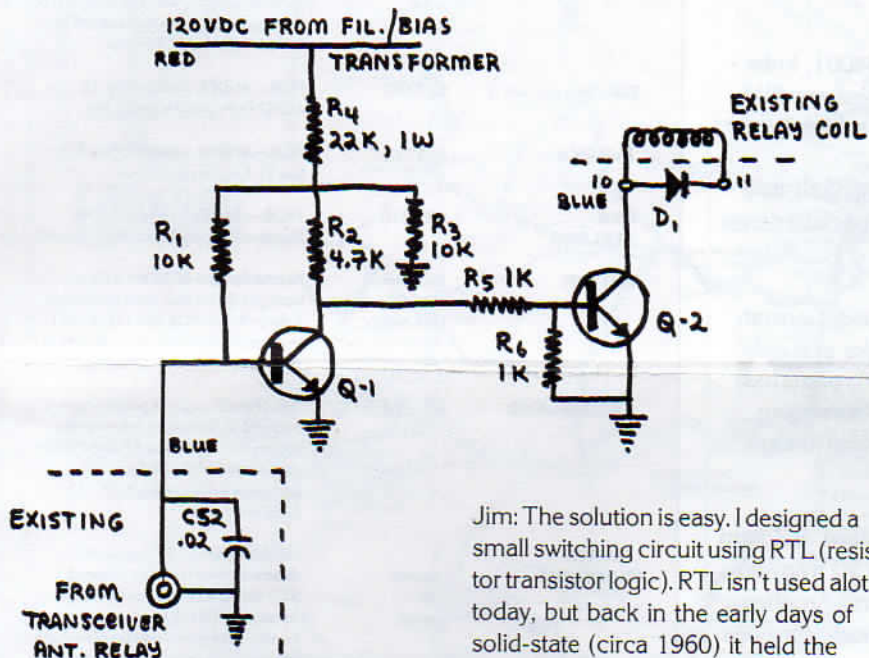 120VDC FROM FIL./BIAS
RED TRANSFORMER
R4
22K, 1W
EXISTING
RELAY COIL
10 11
BLUE D1
R1
10K
R2
4.7K
R3
10K
R5 1K
Q-2
R6
1K
Q-1
BLUE
EXISTING C52
.02
FROM
TRANSCEIVER
ANT. RELAY
Jim: The solution is easy. I designed a
small switching circuit using RTL (resis-
tor transistor logic). RTL isn't used alot
today, but back in the early days of
solid-state (circa 1960) it held the